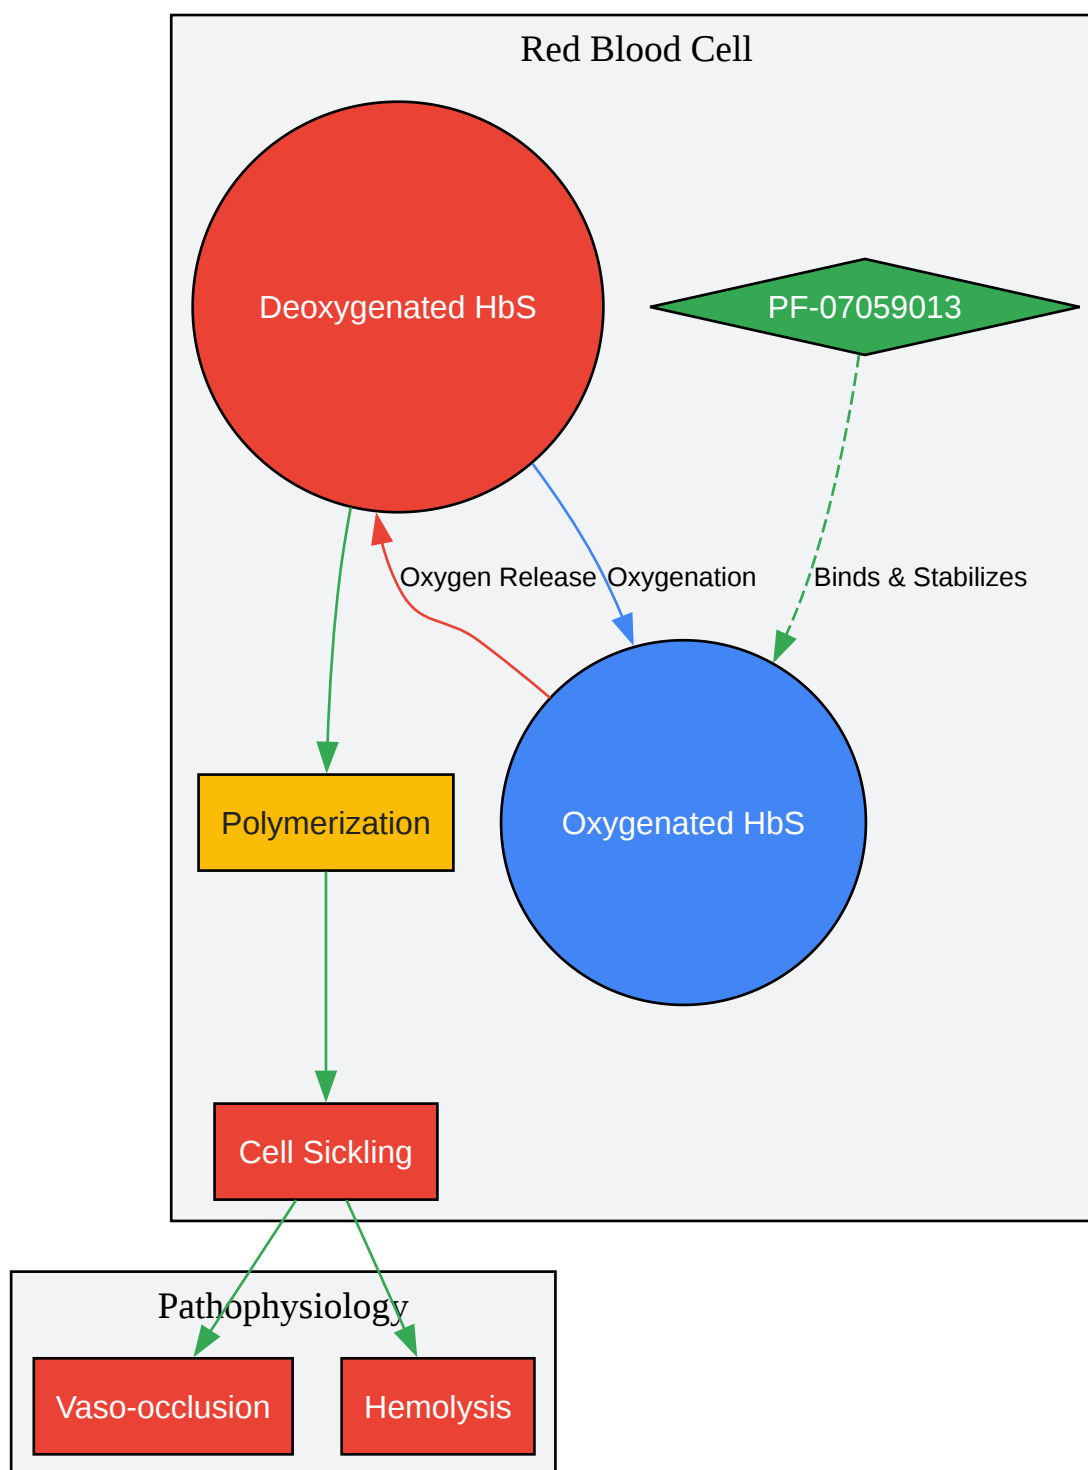 Red Blood Cell
Deoxygenated HbS
PF-07059013
Oxygen Release
Oxygenation
Binds & Stabilizes
Polymerization
Oxygenated HbS
Cell Sickling
Pathophysiology
Vaso-occlusion
Hemolysis